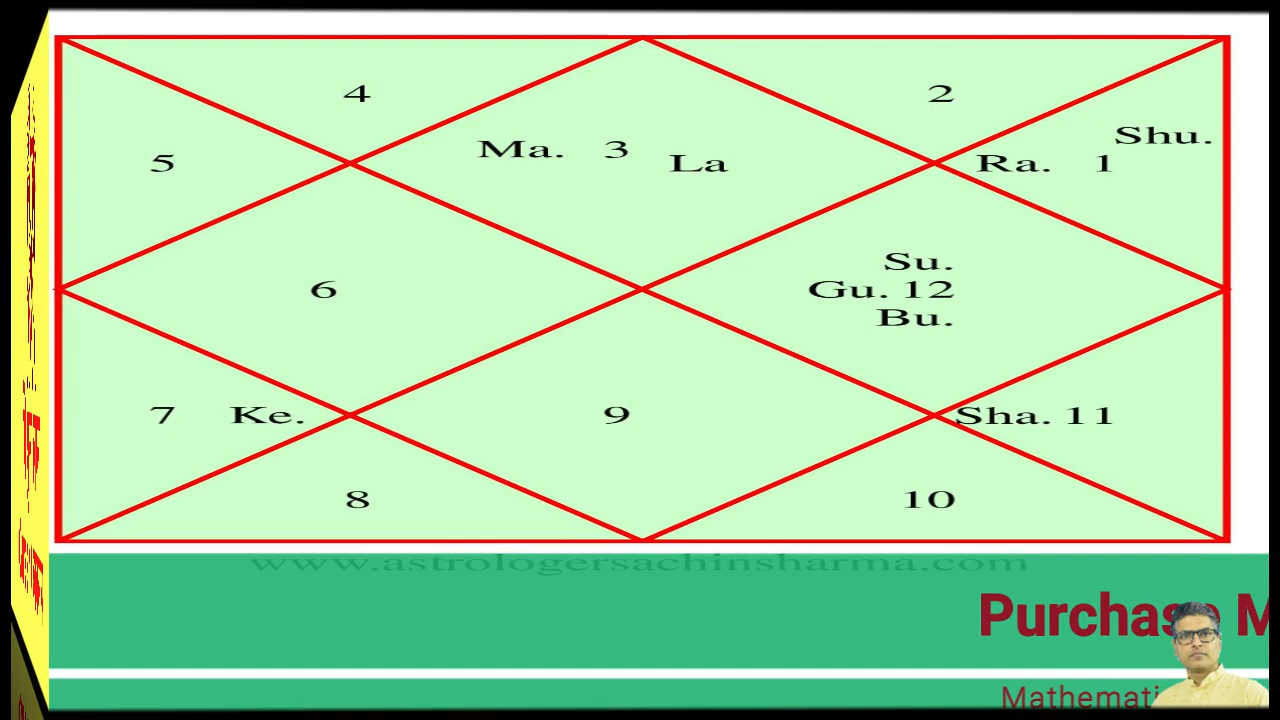 4
2
Shu.
Ma. 3 La
5
Ra. 1
Su.
6
Gu. 12
Bu.
7 Ke.
9
Sha. 11
8
10
www.astrologersachinsharma.com
Purchase M
Mathemati